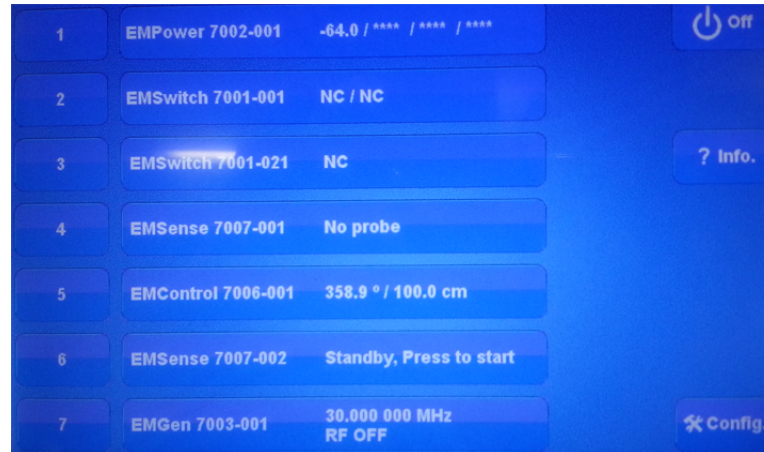 1 EMPower 7002-001 -64.0 / **** / **** / **** Off
2 EMSwitch 7001-001 NC / NC
3 EMSwitch 7001-021 NC ? Info.
4 EMSense 7007-001 No probe
5 EMControl 7006-001 358.9 º / 100.0 cm
6 EMSense 7007-002 Standby, Press to start
7 EMGen 7003-001 30.000 000 MHz
RF OFF
Config.